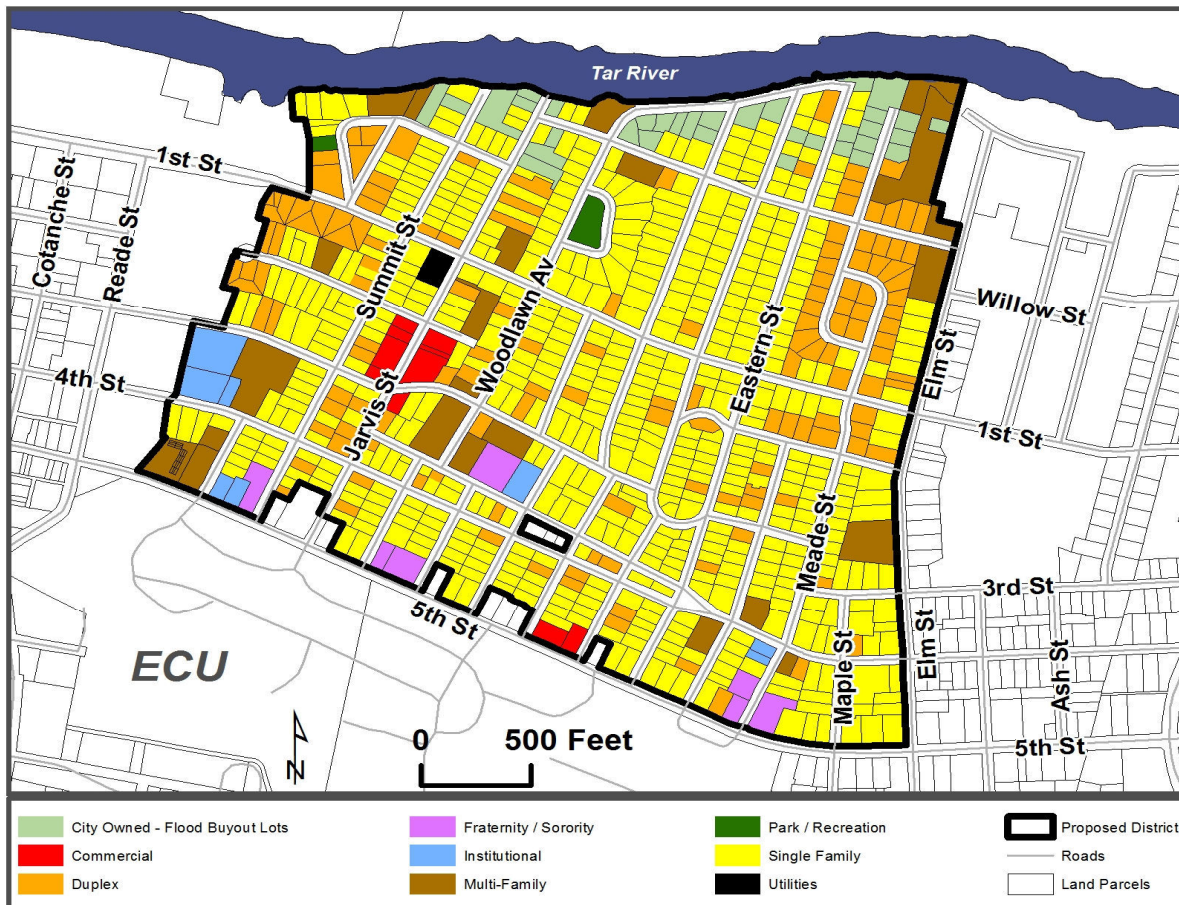 Tar River
1st St
Cotanche St
Reade St
Summit St
Woodlawn Av
Willow St
Eastern St
Elm St
4th St
Jarvis St
1st St
Meade St
3rd St
5th St
Maple St
Elm St
Ash St
ECU
5th St
N
0 500 Feet
City Owned - Flood Buyout Lots
Fraternity / Sorority
Park / Recreation
Proposed District
Commercial
Institutional
Single Family
Roads
Duplex
Multi-Family
Utilities
Land Parcels